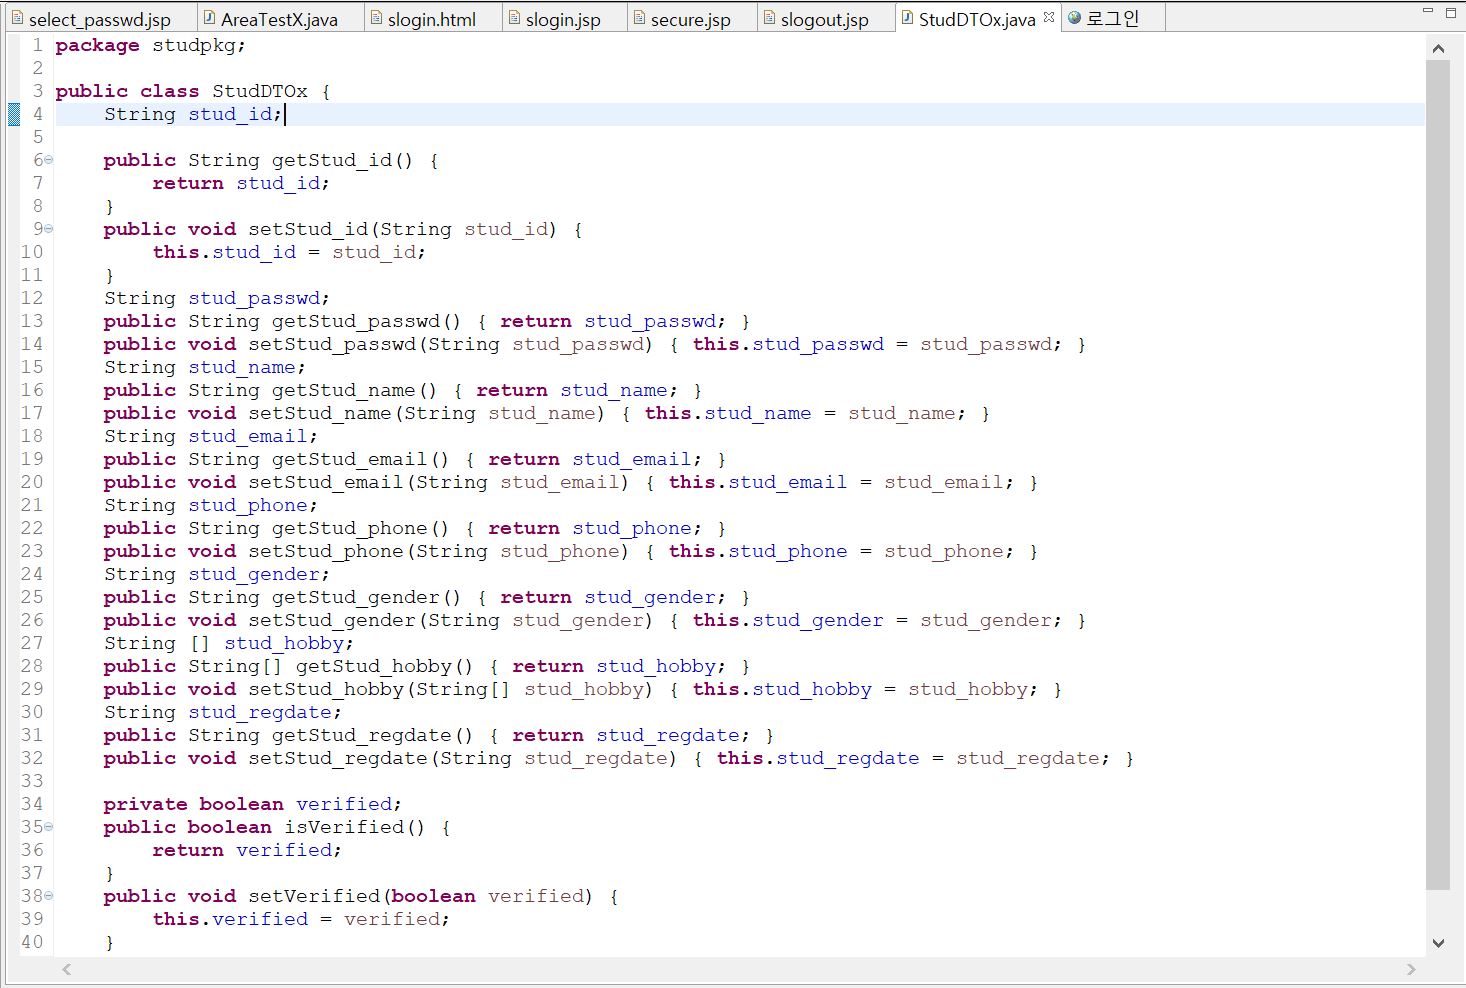 select_passwd.jsp AreaTestX.java slogin.html slogin.jsp secure.jsp slogout.jsp StudDTOx.java 로그인
1 package studpkg;
2
3 public class StudDTOx {
4     String stud_id;
5
6     public String getStud_id() {
7         return stud_id;
8     }
9     public void setStud_id(String stud_id) {
10         this.stud_id = stud_id;
11     }
12     String stud_passwd;
13     public String getStud_passwd() { return stud_passwd; }
14     public void setStud_passwd(String stud_passwd) { this.stud_passwd = stud_passwd; }
15     String stud_name;
16     public String getStud_name() { return stud_name; }
17     public void setStud_name(String stud_name) { this.stud_name = stud_name; }
18     String stud_email;
19     public String getStud_email() { return stud_email; }
20     public void setStud_email(String stud_email) { this.stud_email = stud_email; }
21     String stud_phone;
22     public String getStud_phone() { return stud_phone; }
23     public void setStud_phone(String stud_phone) { this.stud_phone = stud_phone; }
24     String stud_gender;
25     public String getStud_gender() { return stud_gender; }
26     public void setStud_gender(String stud_gender) { this.stud_gender = stud_gender; }
27     String [] stud_hobby;
28     public String[] getStud_hobby() { return stud_hobby; }
29     public void setStud_hobby(String[] stud_hobby) { this.stud_hobby = stud_hobby; }
30     String stud_regdate;
31     public String getStud_regdate() { return stud_regdate; }
32     public void setStud_regdate(String stud_regdate) { this.stud_regdate = stud_regdate; }
33
34     private boolean verified;
35     public boolean isVerified() {
36         return verified;
37     }
38     public void setVerified(boolean verified) {
39         this.verified = verified;
40     }